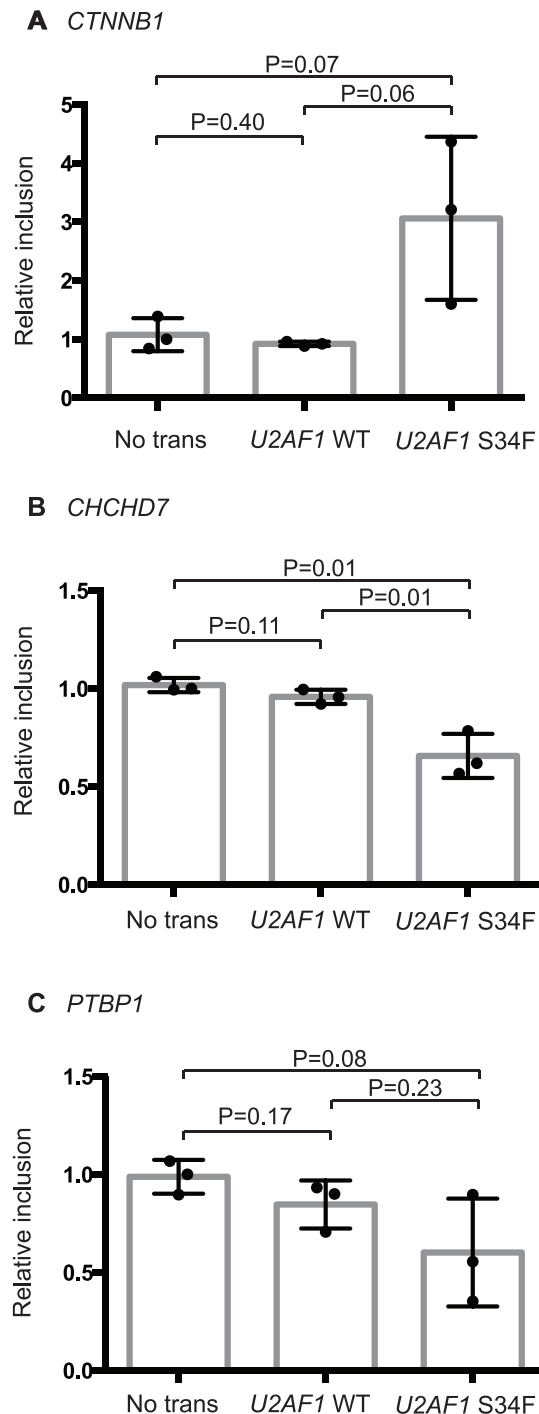 A CTNNB1
P=0.07
P=0.06
P=0.40
5
4
3
2
1
0
Relative inclusion
No trans U2AF1 WT U2AF1 S34F
B CHCHD7
P=0.01
P=0.01
P=0.11
1.5
1.0
0.5
0.0
Relative inclusion
No trans U2AF1 WT U2AF1 S34F
C PTBP1
P=0.08
P=0.23
P=0.17
1.5
1.0
0.5
0.0
Relative inclusion
No trans U2AF1 WT U2AF1 S34F